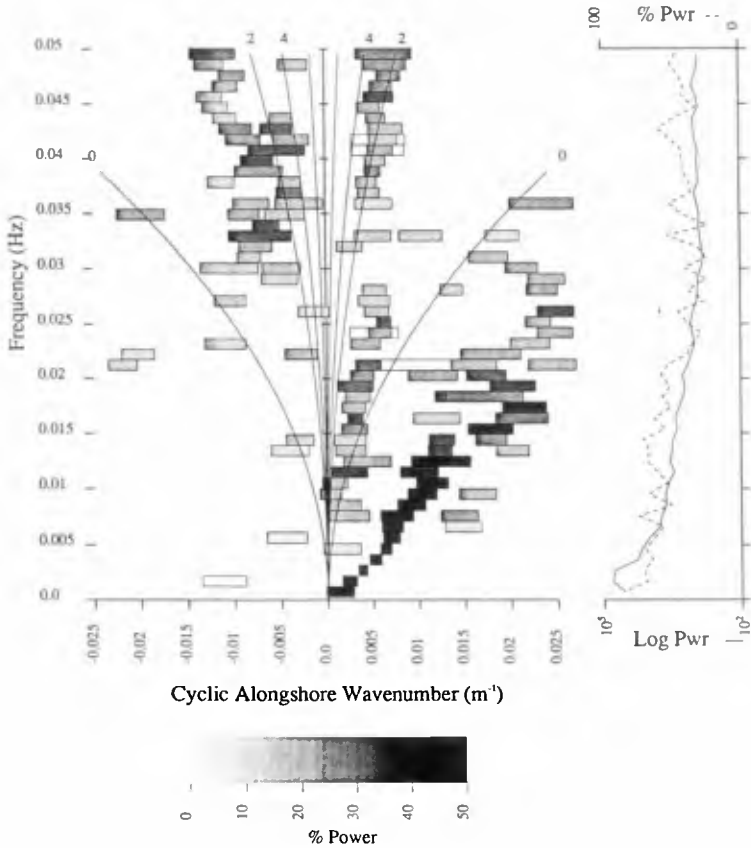 100
% Pwr ---
0
2 4 4 2
0.05
0.045
0.04
0 0
0.035
0.03
0.025
0.02
0.015
0.01
0.005
0.0
Frequency (Hz)
-0.025 -0.02 -0.015 -0.01 -0.005 0.0 0.005 0.01 0.015 0.02 0.025
Cyclic Alongshore Wavenumber (m⁻¹)
10⁵ 10²
Log Pwr —
0 10 20 30 40 50
% Power